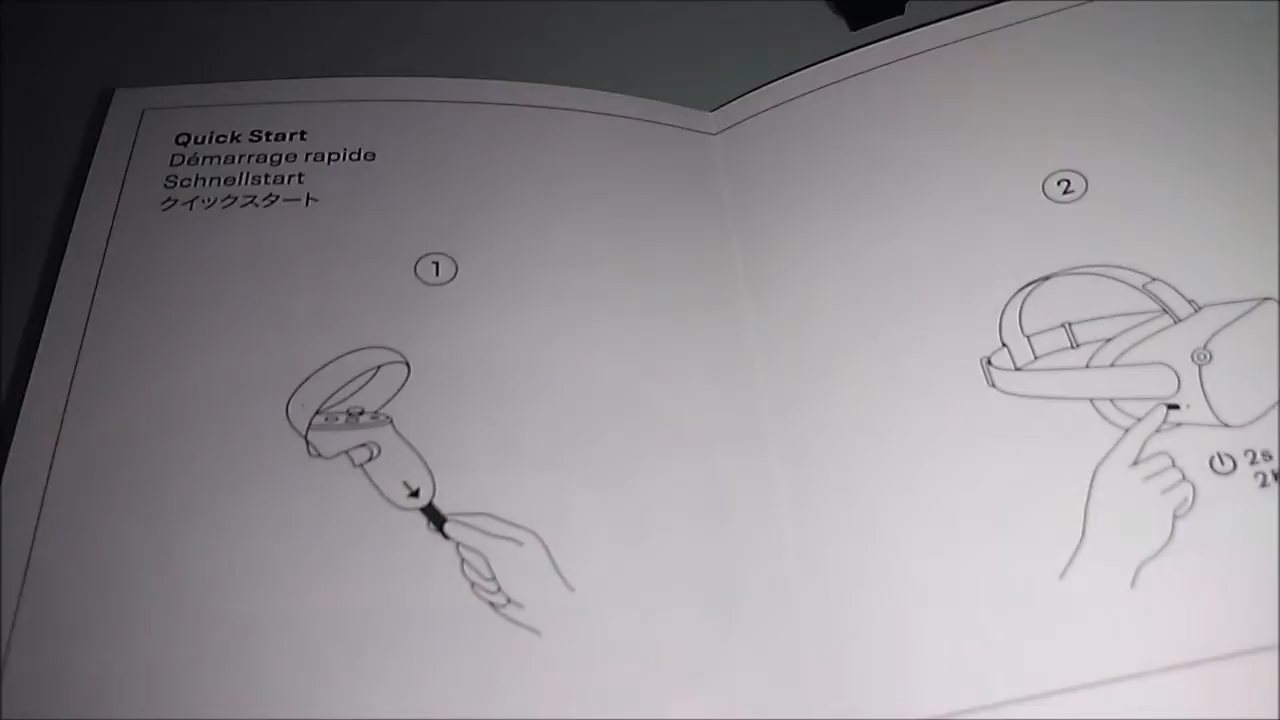 Quick Start
Démarrage rapide
Schnellstart
クイックスタート
1
2
2s